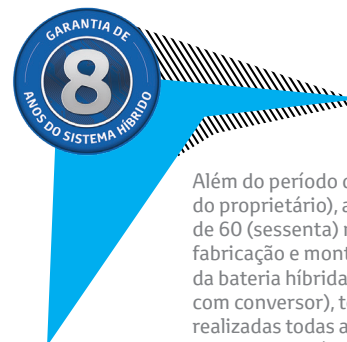 GARANTIA DE
8
ANOS DO SISTEMA HÍBRIDO
Além do período
do proprietário), a
de 60 (sessenta)
fabricação e mont
da bateria híbrida
com conversor), t
realizadas todas a